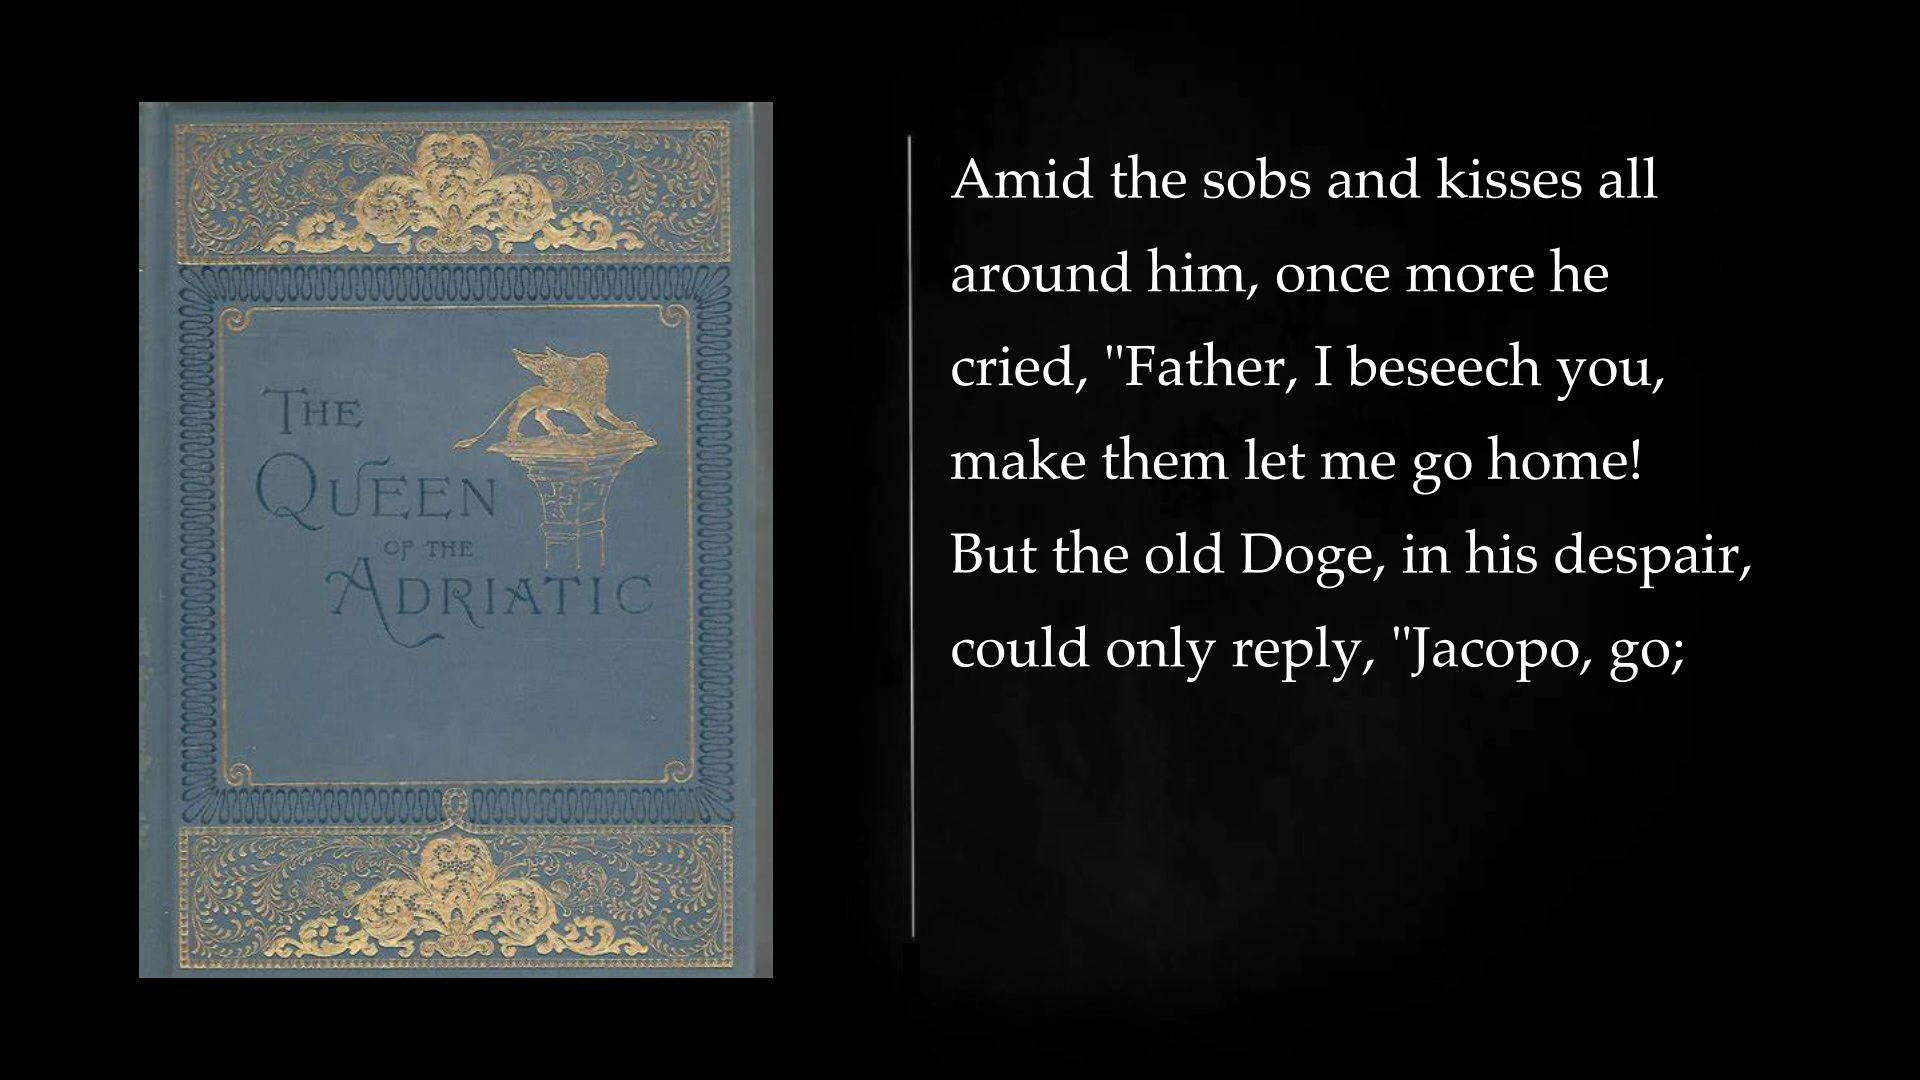 THE
QUEEN
OF THE
ADRIATIC
Amid the sobs and kisses all
around him, once more he
cried, "Father, I beseech you,
make them let me go home!
But the old Doge, in his despair,
could only reply, "Jacopo, go;